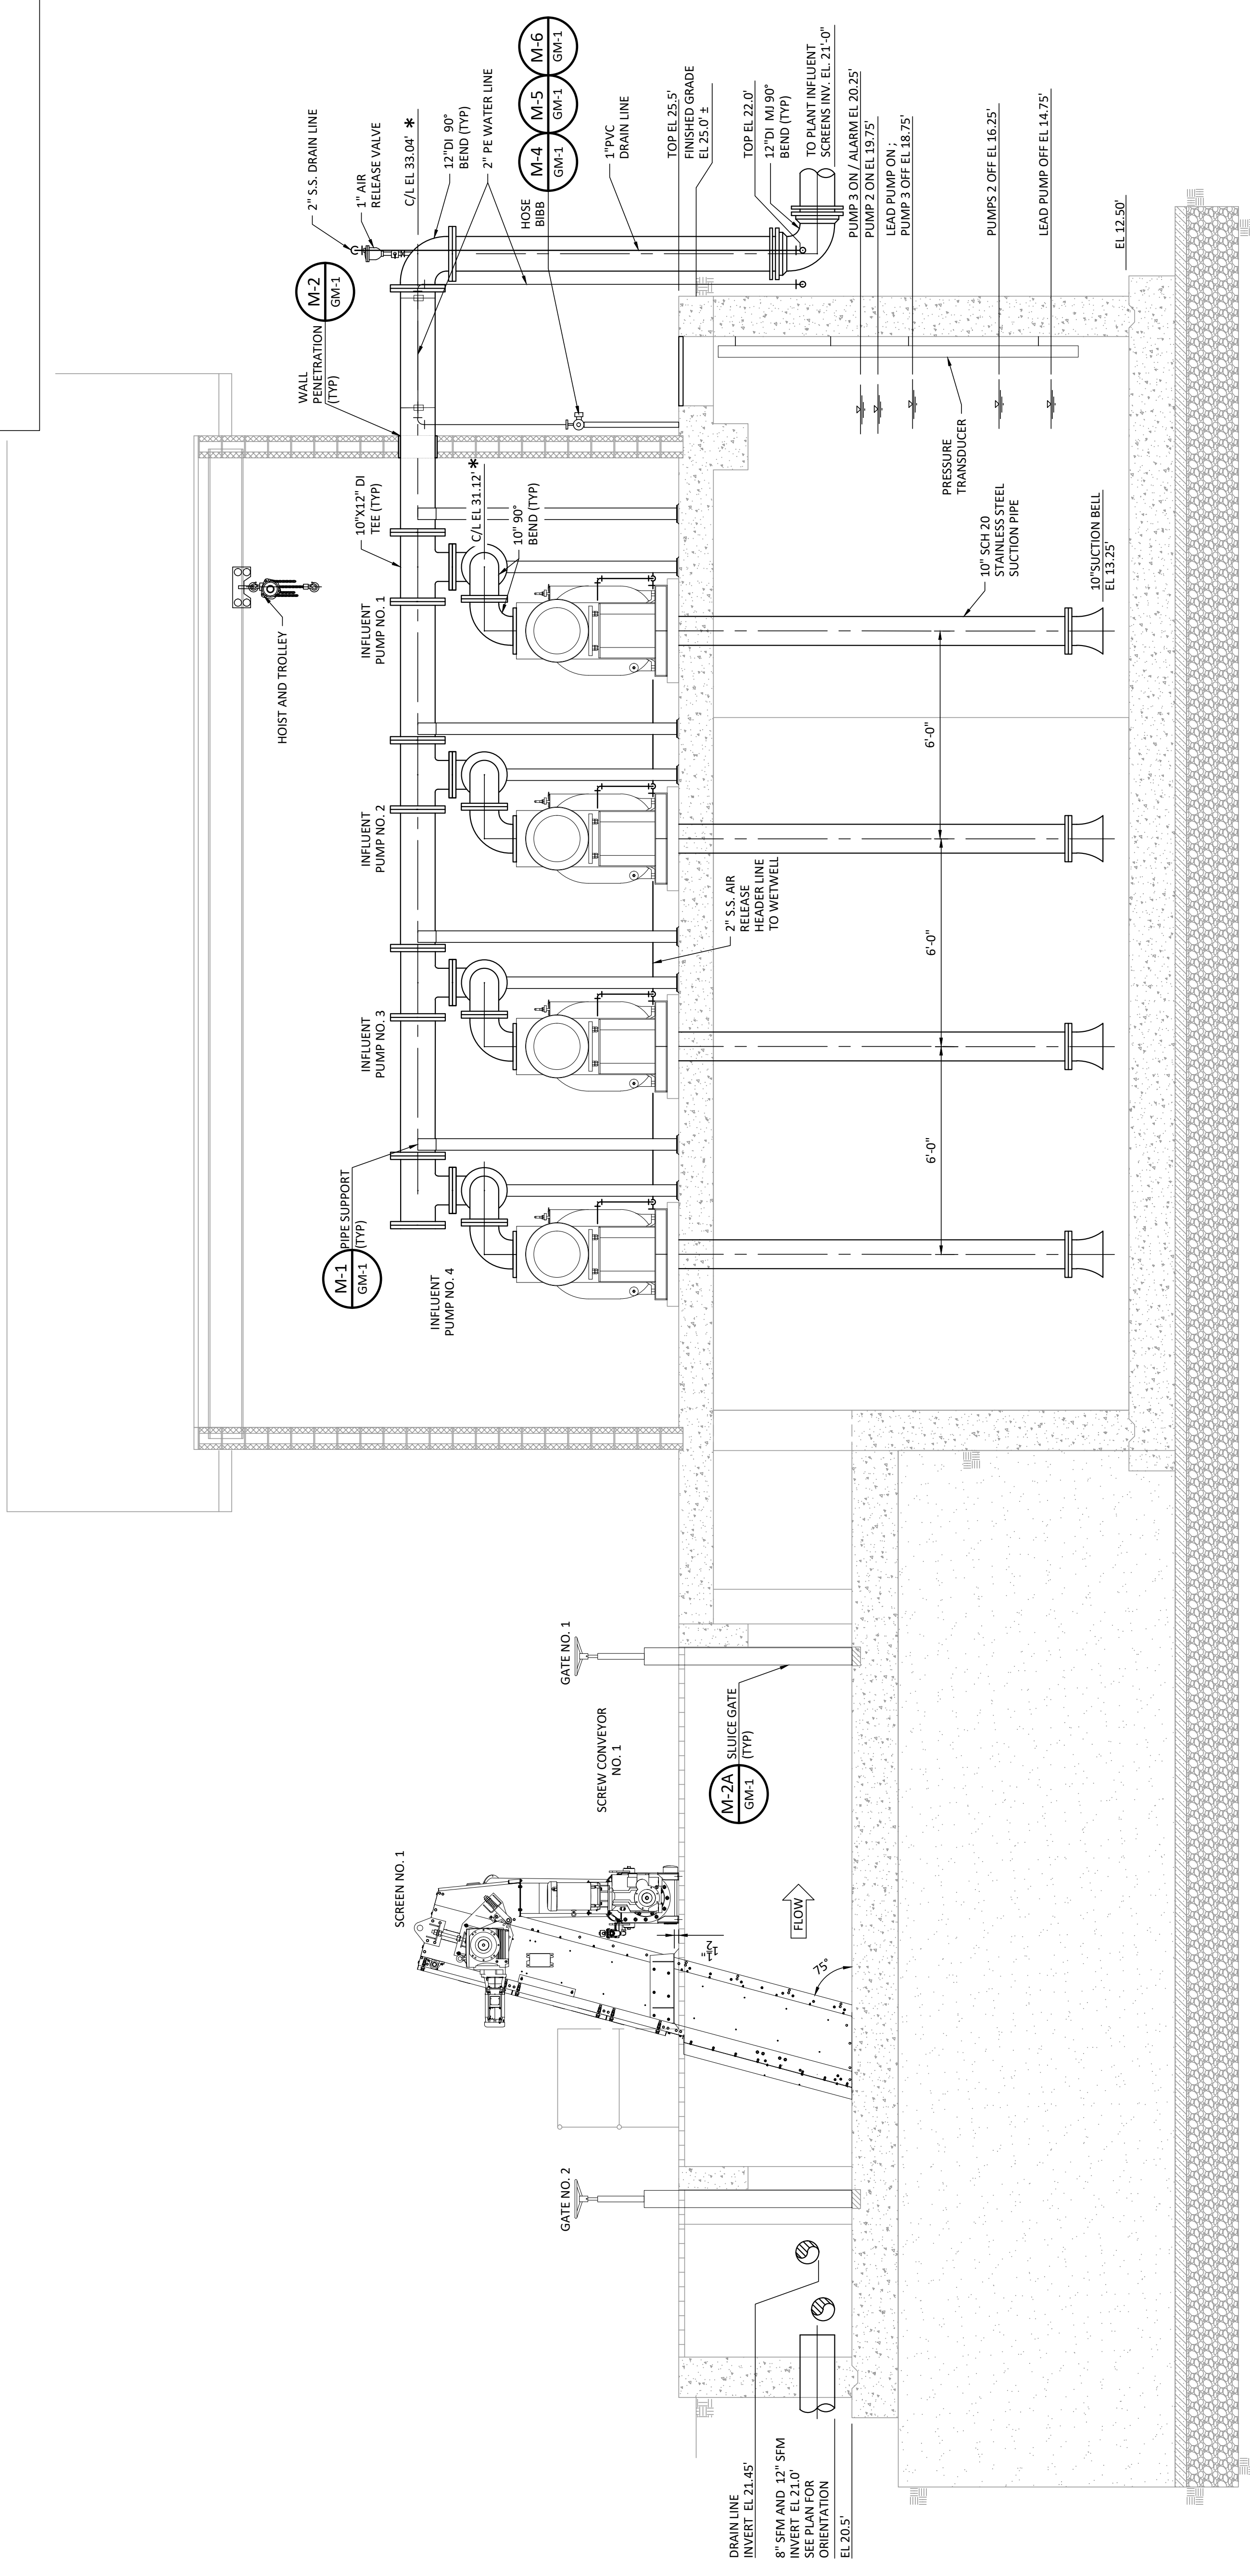 2" S.S. DRAIN LINE
1" AIR
RELEASE VALVE
C/L EL 33.04' *
12"DI 90°
BEND (TYP)
2" PE WATER LINE
M-4
GM-1
M-5
GM-1
M-6
GM-1
HOSE
BIBB
1"PVC
DRAIN LINE
TOP EL 25.5'
FINISHED GRADE
EL 25.0' ±
TOP EL 22.0'
12"DI MJ 90°
BEND (TYP)
TO PLANT INFLUENT
SCREENS INV. EL. 21'-0"
PUMP 3 ON / ALARM EL 20.25'
PUMP 2 ON EL 19.75'
LEAD PUMP ON ;
PUMP 3 OFF EL 18.75'
PUMPS 2 OFF EL 16.25'
LEAD PUMP OFF EL 14.75'
EL 12.50'
M-2
GM-1
WALL
PENETRATION
(TYP)
10"X12" DI
TEE (TYP)
C/L EL 31.12' *
10" 90°
BEND (TYP)
PRESSURE
TRANSDUCER
10" SCH 20
STAINLESS STEEL
SUCTION PIPE
10"SUCTION BELL
EL 13.25'
HOIST AND TROLLEY
INFLUENT
PUMP NO. 1
INFLUENT
PUMP NO. 2
INFLUENT
PUMP NO. 3
INFLUENT
PUMP NO. 4
6'-0"
6'-0"
6'-0"
2" S.S. AIR
RELEASE
HEADER LINE
TO WETWELL
M-1
GM-1
PIPE SUPPORT
(TYP)
GATE NO. 1
SCREW CONVEYOR
NO. 1
M-2A
GM-1
SLUICE GATE
(TYP)
SCREEN NO. 1
FLOW
1 1/2"
75°
GATE NO. 2
DRAIN LINE
INVERT EL 21.45'
8" SFM AND 12" SFM
INVERT EL 21.0'
SEE PLAN FOR
ORIENTATION
EL 20.5'